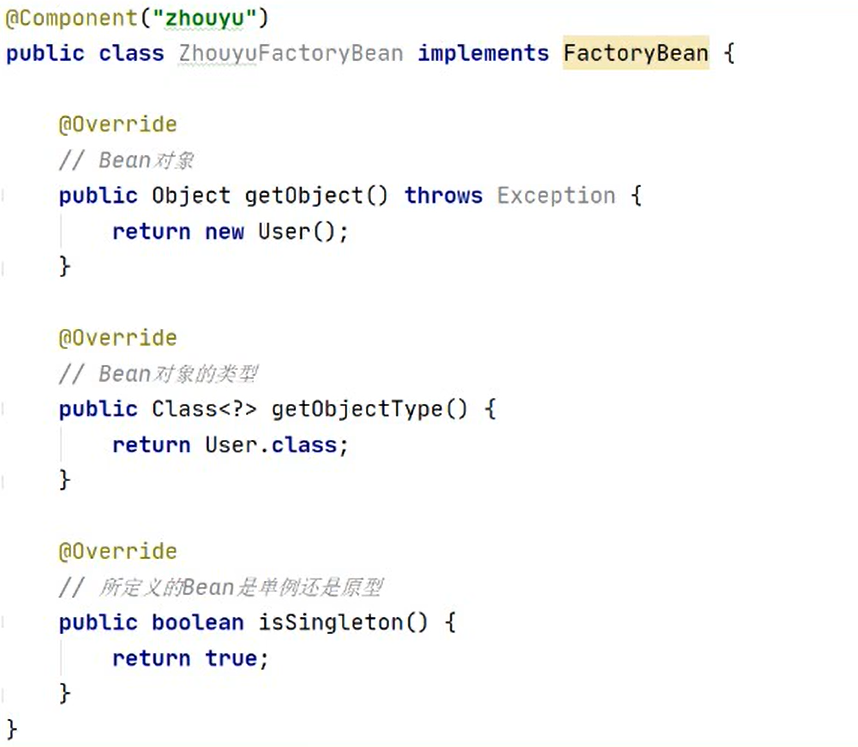 @Component("zhouyu")
public class ZhouyuFactoryBean implements FactoryBean {
@Override
// Bean对象
public Object getObject() throws Exception {
return new User();
}
@Override
// Bean对象的类型
public Class<?> getObjectType() {
return User.class;
}
@Override
// 所定义的Bean是单例还是原型
public boolean isSingleton() {
return true;
}
}